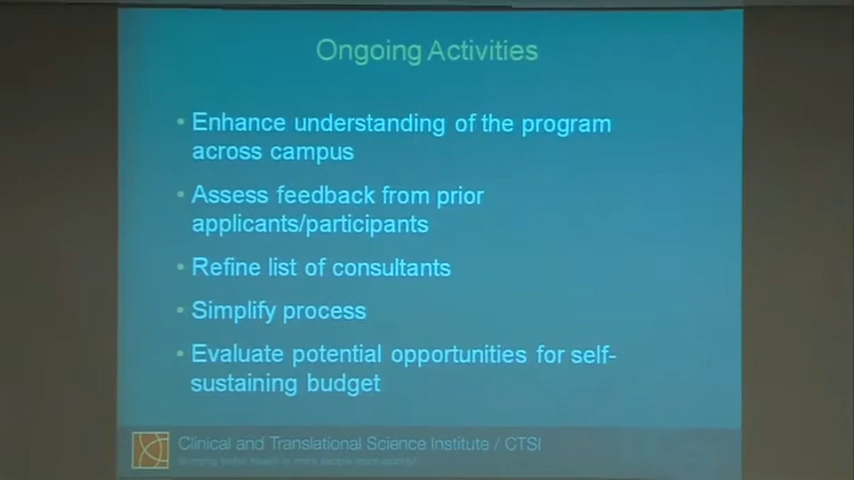 Ongoing Activities
• Enhance understanding of the program
across campus
• Assess feedback from prior
applicants/participants
• Refine list of consultants
• Simplify process
• Evaluate potential opportunities for self-
sustaining budget
Clinical and Translational Science Institute / CTSI